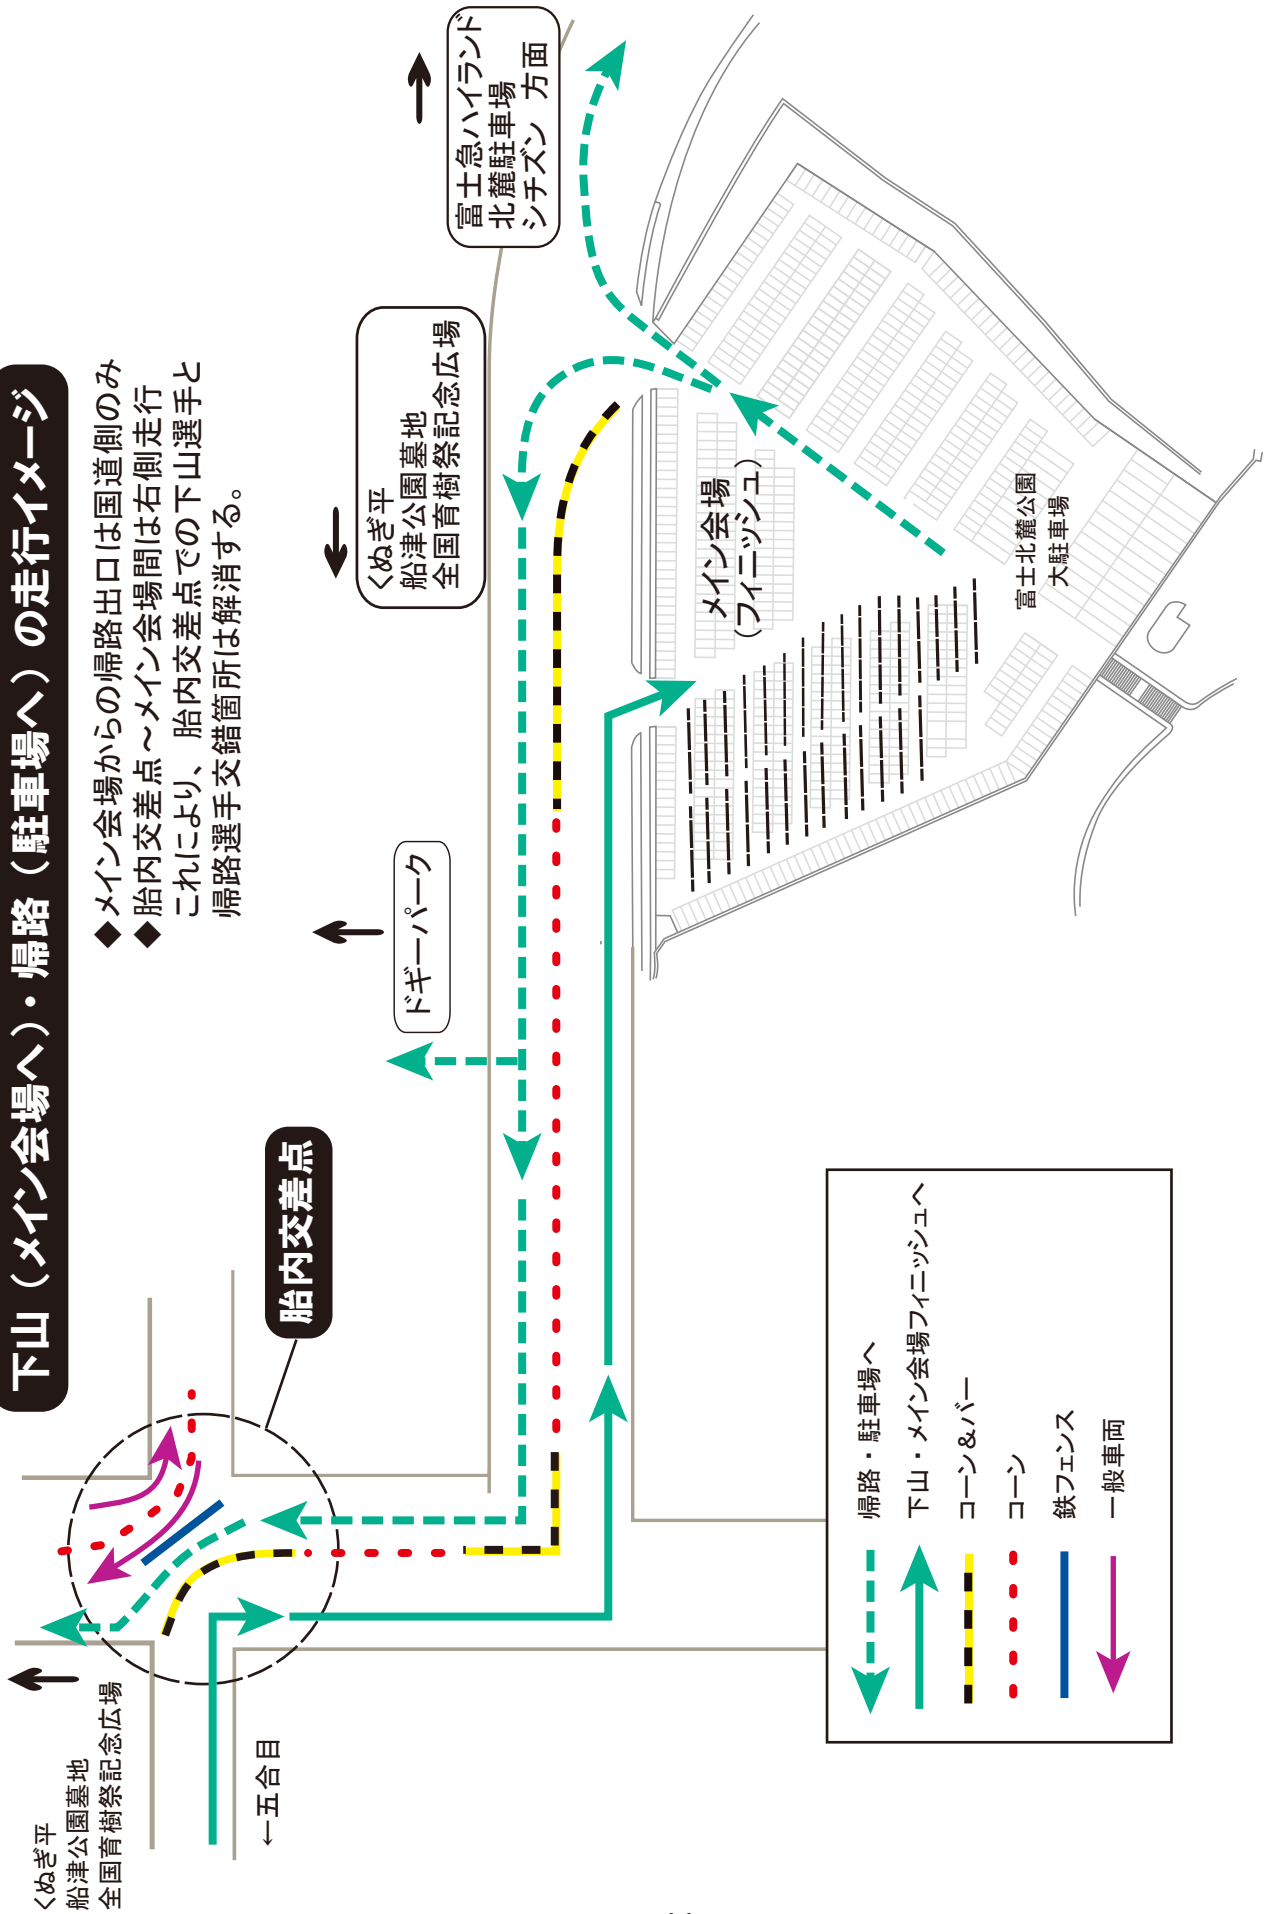 下山（メイン会場へ）・帰路（駐車場へ）の走行イメージ
◆メイン会場からの帰路出口は国道側のみ
◆胎内交差点～メイン会場間は右側走行
これにより、胎内交差点での下山選手と
帰路選手交錯箇所は解消する。
くぬぎ平
船津公園墓地
全国育樹祭記念広場
←五合目
胎内交差点
ドギーパーク
くぬぎ平
船津公園墓地
全国育樹祭記念広場
富士急ハイランド
北麓駐車場
シチズン 方面
メイン会場
（フィニッシュ）
富士北麓公園
大駐車場
帰路・駐車場へ
下山・メイン会場フィニッシュへ
コーン＆バー
コーン
鉄フェンス
一般車両